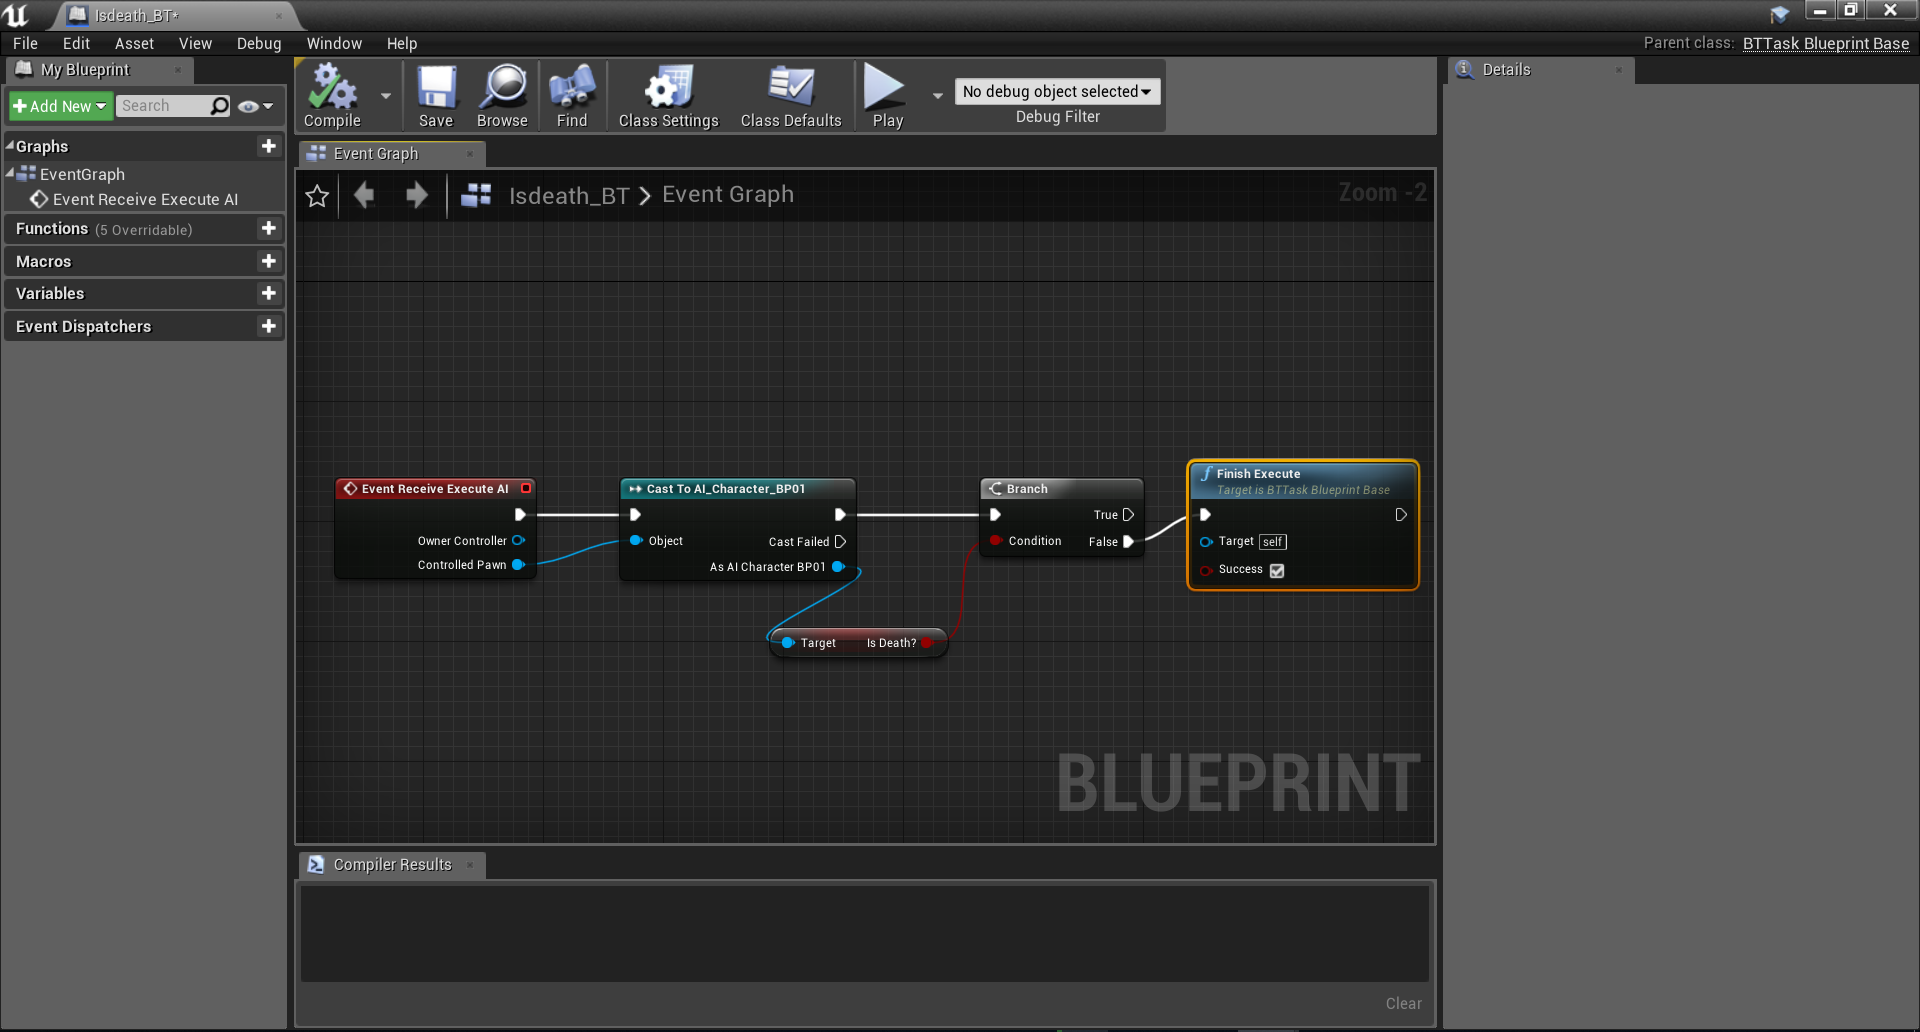 Isdeath_BT*
File Edit Asset View Debug Window Help
Parent class: BTTask Blueprint Base
My Blueprint
Add New
Search
Graphs
EventGraph
Event Receive Execute AI
Functions (5 Overridable)
Macros
Variables
Event Dispatchers
Compile
Save
Browse
Find
Class Settings
Class Defaults
Play
No debug object selected
Debug Filter
Event Graph
Isdeath_BT > Event Graph
Zoom -2
Event Receive Execute AI
Owner Controller
Controlled Pawn
Cast To AI_Character_BP01
Object
Cast Failed
As AI Character BP01
Target Is Death?
Branch
True
Condition False
Finish Execute
Target is BTTask Blueprint Base
Target self
Success
BLUEPRINT
Compiler Results
Clear
Details